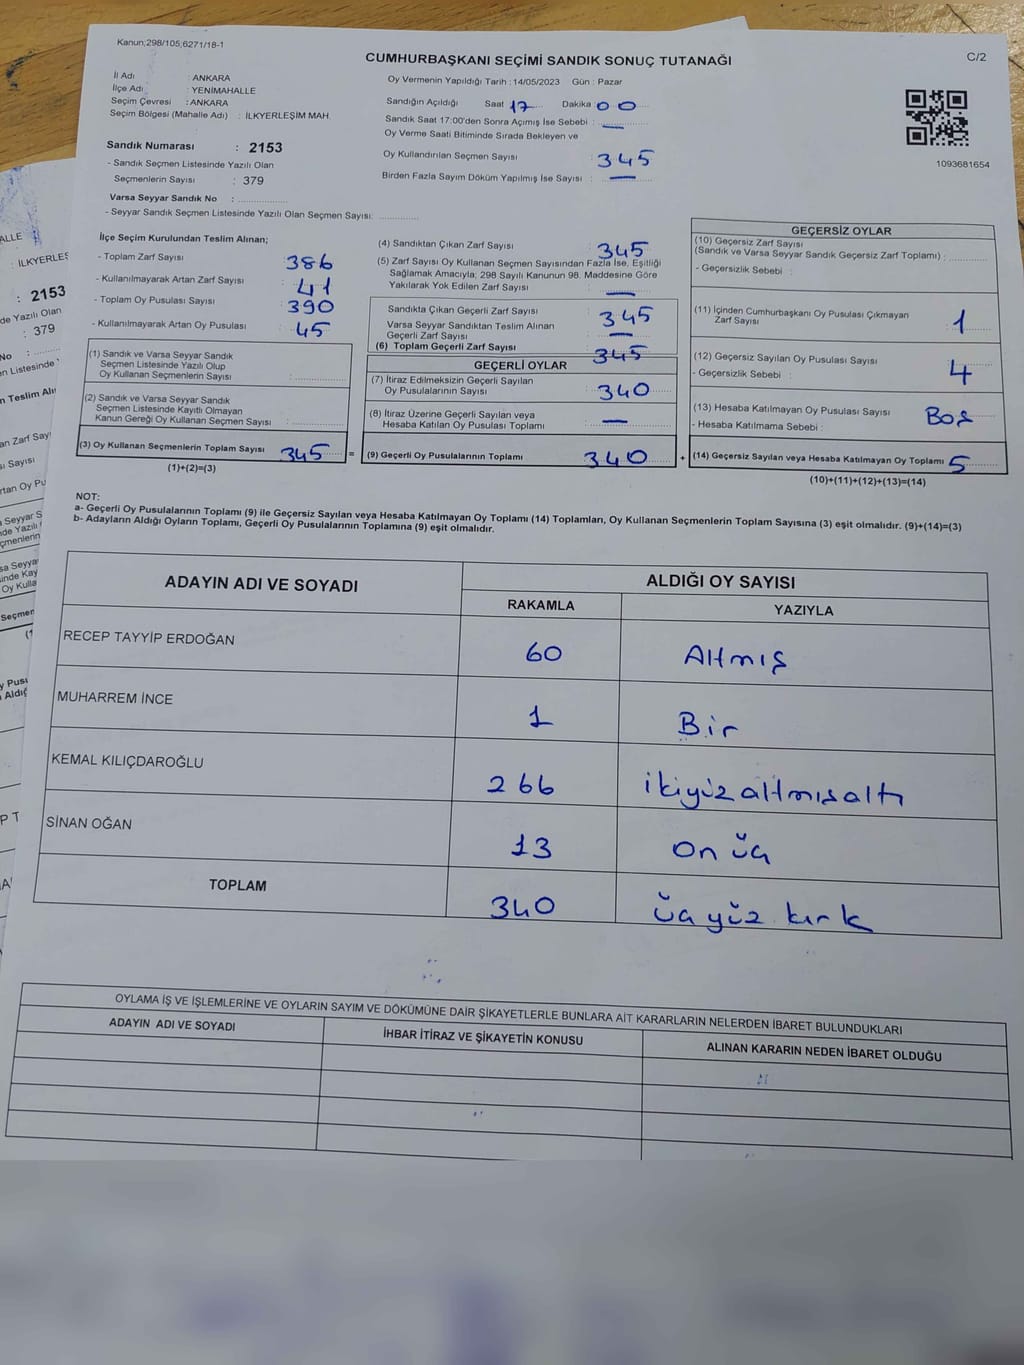 Kanun;298/105;6271/18-1
C/2
CUMHURBAŞKANI SEÇİMİ SANDIK SONUÇ TUTANAĞI
İl Adı : ANKARA
İlçe Adı : YENİMAHALLE
Seçim Çevresi : ANKARA
Seçim Bölgesi (Mahalle Adı) : İLKYERLEŞİM MAH.
Oy Vermenin Yapıldığı Tarih : 14/05/2023 Gün : Pazar
Sandığın Açıldığı Saat 17 Dakika 00
Sandık Saat 17:00'den Sonra Açımış İse Sebebi : —
Oy Verme Saati Bitiminde Sırada Bekleyen ve
Oy Kullandırılan Seçmen Sayısı : 345
Birden Fazla Sayım Döküm Yapılmış İse Sayısı : —
1093681654
Sandık Numarası : 2153
- Sandık Seçmen Listesinde Yazılı Olan
Seçmenlerin Sayısı : 379
Varsa Seyyar Sandık No :
- Seyyar Sandık Seçmen Listesinde Yazılı Olan Seçmen Sayısı:
İlçe Seçim Kurulundan Teslim Alınan;
- Toplam Zarf Sayısı : 386
- Kullanılmayarak Artan Zarf Sayısı : 41
- Toplam Oy Pusulası Sayısı : 390
- Kullanılmayarak Artan Oy Pusulası : 45
(1) Sandık ve Varsa Seyyar Sandık
Seçmen Listesinde Yazılı Olup
Oy Kullanan Seçmenlerin Sayısı :
(2) Sandık ve Varsa Seyyar Sandık
Seçmen Listesinde Kayıtlı Olmayan
Kanun Gereği Oy Kullanan Seçmen Sayısı :
(3) Oy Kullanan Seçmenlerin Toplam Sayısı 345 =
(1)+(2)=(3)
(4) Sandıktan Çıkan Zarf Sayısı : 345
(5) Zarf Sayısı Oy Kullanan Seçmen Sayısından Fazla İse, Eşitliği
Sağlamak Amacıyla; 298 Sayılı Kanunun 98. Maddesine Göre
Yakılarak Yok Edilen Zarf Sayısı : —
Sandıkta Çıkan Geçerli Zarf Sayısı : 345
Varsa Seyyar Sandıktan Teslim Alınan
Geçerli Zarf Sayısı : —
(6) Toplam Geçerli Zarf Sayısı : 345
GEÇERLİ OYLAR
(7) İtiraz Edilmeksizin Geçerli Sayılan
Oy Pusulalarının Sayısı : 340
(8) İtiraz Üzerine Geçerli Sayılan veya
Hesaba Katılan Oy Pusulası Toplamı : —
(9) Geçerli Oy Pusulalarının Toplamı : 340 +
GEÇERSİZ OYLAR
(10) Geçersiz Zarf Sayısı
(Sandık ve Varsa Seyyar Sandık Geçersiz Zarf Toplamı) :
- Geçersizlik Sebebi :
(11) İçinden Cumhurbaşkanı Oy Pusulası Çıkmayan
Zarf Sayısı : 1
(12) Geçersiz Sayılan Oy Pusulası Sayısı : 4
- Geçersizlik Sebebi :
(13) Hesaba Katılmayan Oy Pusulası Sayısı : Boş
- Hesaba Katılmama Sebebi :
(14) Geçersiz Sayılan veya Hesaba Katılmayan Oy Toplamı 5
(10)+(11)+(12)+(13)=(14)
NOT:
a- Geçerli Oy Pusulalarının Toplamı (9) ile Geçersiz Sayılan veya Hesaba Katılmayan Oy Toplamı (14) Toplamları, Oy Kullanan Seçmenlerin Toplam Sayısına (3) eşit olmalıdır. (9)+(14)=(3)
b- Adayların Aldığı Oyların Toplamı, Geçerli Oy Pusulalarının Toplamına (9) eşit olmalıdır.
ADAYIN ADI VE SOYADI ALDIĞI OY SAYISI
RAKAMLA YAZIYLA
RECEP TAYYİP ERDOĞAN 60 Altmış
MUHARREM İNCE 1 Bir
KEMAL KILIÇDAROĞLU 266 ikiyüzaltmışaltı
SİNAN OĞAN 13 on üç
TOPLAM 340 üçyüz kırk
OYLAMA İŞ VE İŞLEMLERİNE VE OYLARIN SAYIM VE DÖKÜMÜNE DAİR ŞİKAYETLERLE BUNLARA AİT KARARLARIN NELERDEN İBARET BULUNDUKLARI
ADAYIN ADI VE SOYADI İHBAR İTİRAZ VE ŞİKAYETİN KONUSU ALINAN KARARIN NEDEN İBARET OLDUĞU
ALLE
: İLKYERLEŞ
: 2153
de Yazılı Olan
: 379